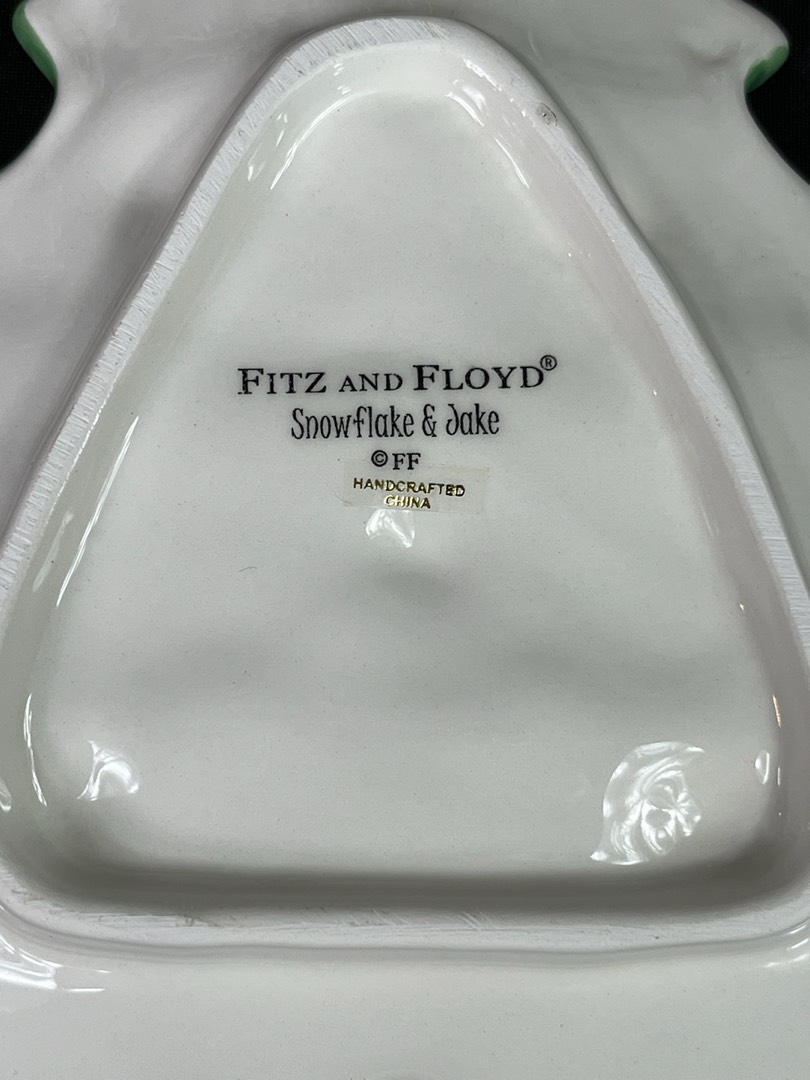 FITZ AND FLOYD®
Snowflake & Jake
© FF
HANDCRAFTED
CHINA